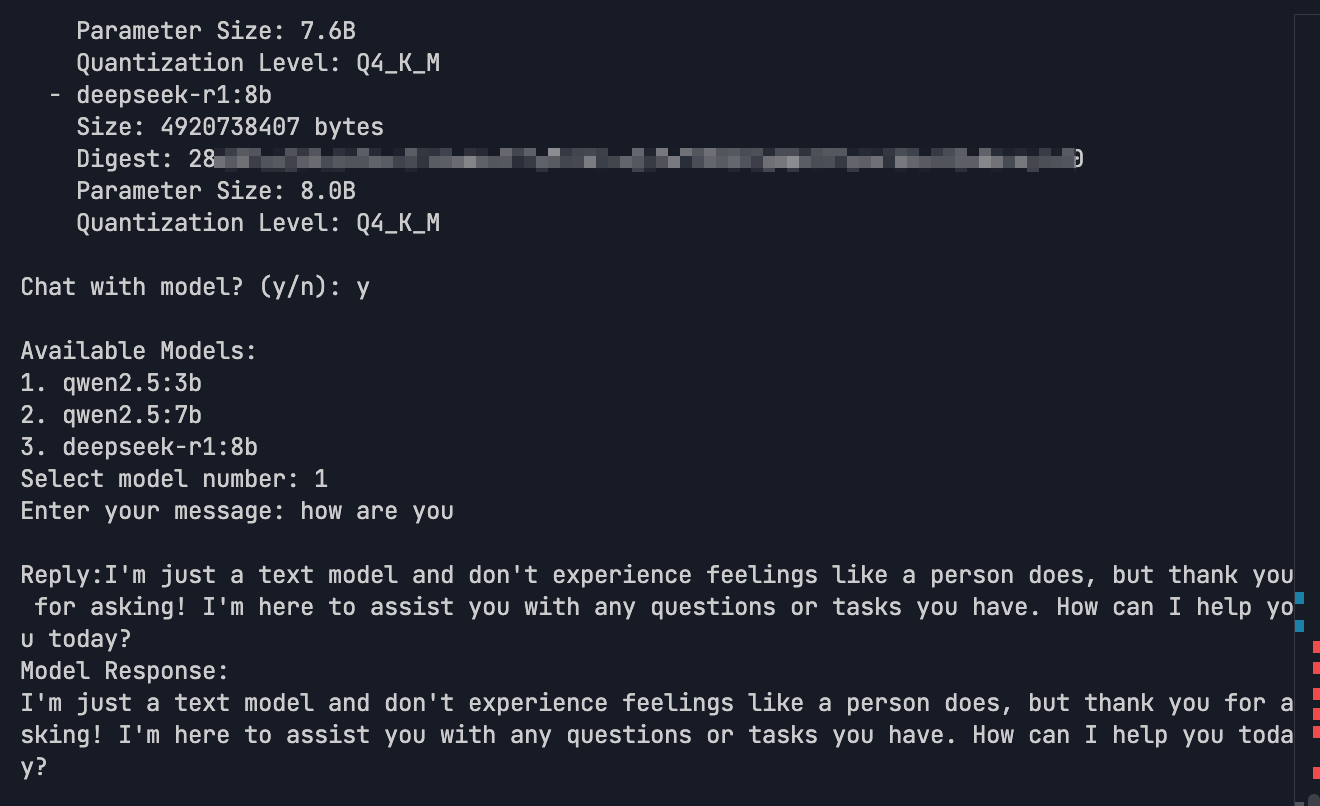 Parameter Size: 7.6B
Quantization Level: Q4_K_M
- deepseek-r1:8b
Size: 4920738407 bytes
Digest: 28
Parameter Size: 8.0B
Quantization Level: Q4_K_M
Chat with model? (y/n): y
Available Models:
1. qwen2.5:3b
2. qwen2.5:7b
3. deepseek-r1:8b
Select model number: 1
Enter your message: how are you
Reply:I'm just a text model and don't experience feelings like a person does, but thank you
for asking! I'm here to assist you with any questions or tasks you have. How can I help yo
u today?
Model Response:
I'm just a text model and don't experience feelings like a person does, but thank you for a
sking! I'm here to assist you with any questions or tasks you have. How can I help you toda
y?